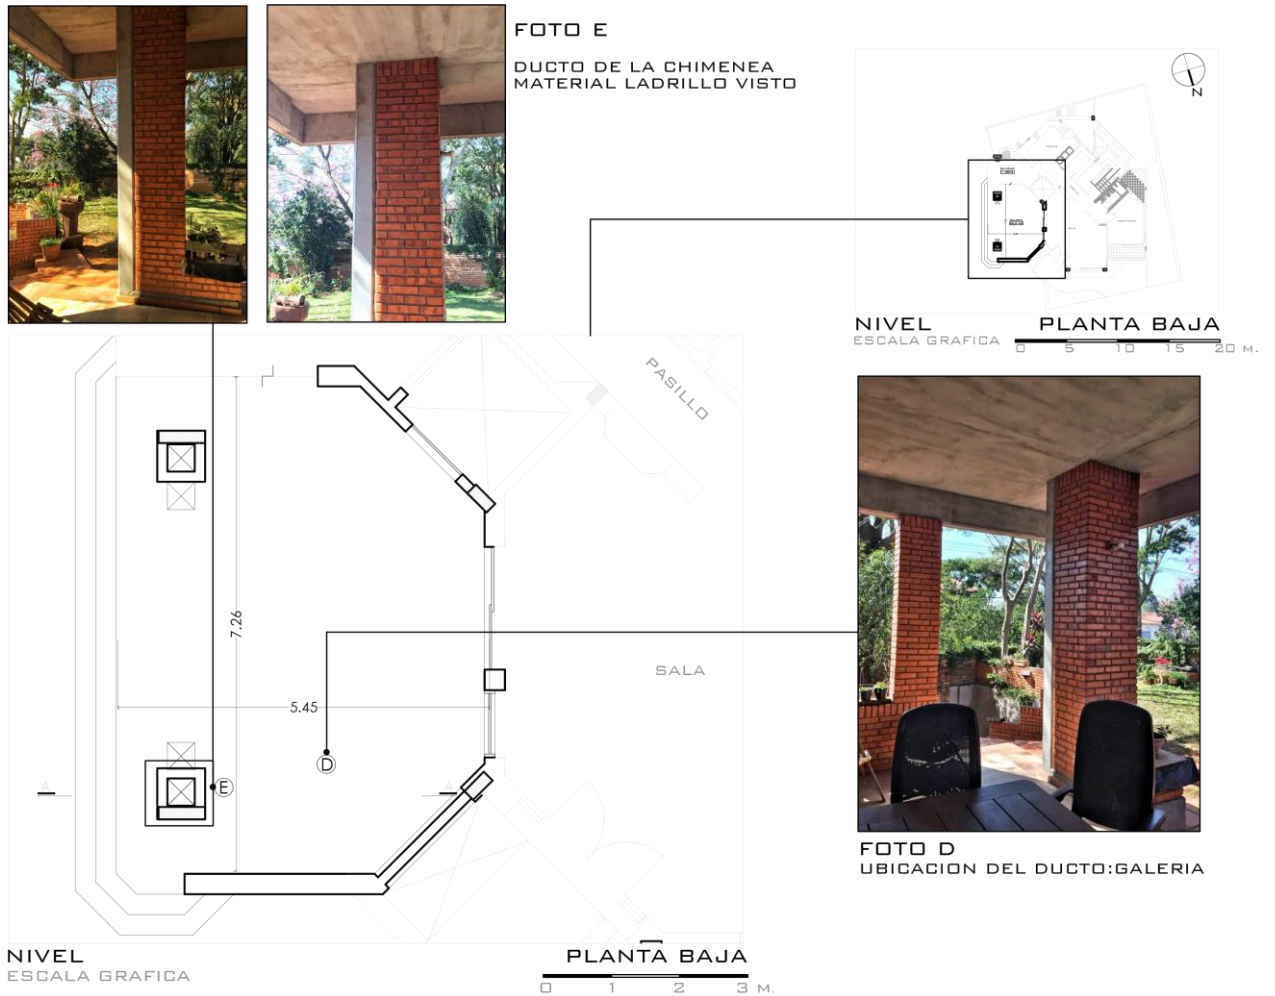 FOTO E
DUCTO DE LA CHIMENEA
MATERIAL LADRILLO VISTO
N
NIVEL
ESCALA GRAFICA
PLANTA BAJA
0 5 10 15 20 M.
PASILLO
7.26
SALA
5.45
D
E
A
A
FOTO D
UBICACION DEL DUCTO:GALERIA
NIVEL
ESCALA GRAFICA
PLANTA BAJA
0 1 2 3 M.